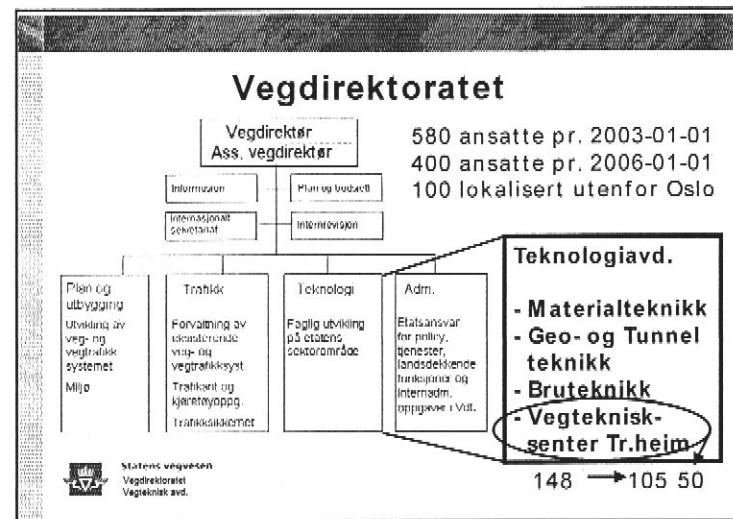 Vegdirektoratet
Vegdirektør
Ass. vegdirektør
580 ansatte pr. 2003-01-01
400 ansatte pr. 2006-01-01
100 lokalisert utenfor Oslo
Informasjon
Plan og budsjett
Internasjonalt
sekretariat
Internrevisjon
Plan og
utbygging
Utvikling av
veg- og
vegtrafikk
systemet
Miljø
Trafikk
Forvaltning av
eksisterende
veg- og
vegtrafikksyst.
Trafikant og
kjøretøyoppg.
Trafikksikkerhet
Teknologi
Faglig utvikling
på etatens
sektorområde
Adm.
Etatsansvar
for policy,
tjenester,
landsdekkende
funksjoner og
internadm.
oppgaver i Vdt.
Teknologiavd.
- Materialteknikk
- Geo- og Tunnel
teknikk
- Bruteknikk
- Vegteknisk-
senter Tr.heim
148 → 105 50
Statens vegvesen
Vegdirektoratet
Vegteknisk avd.